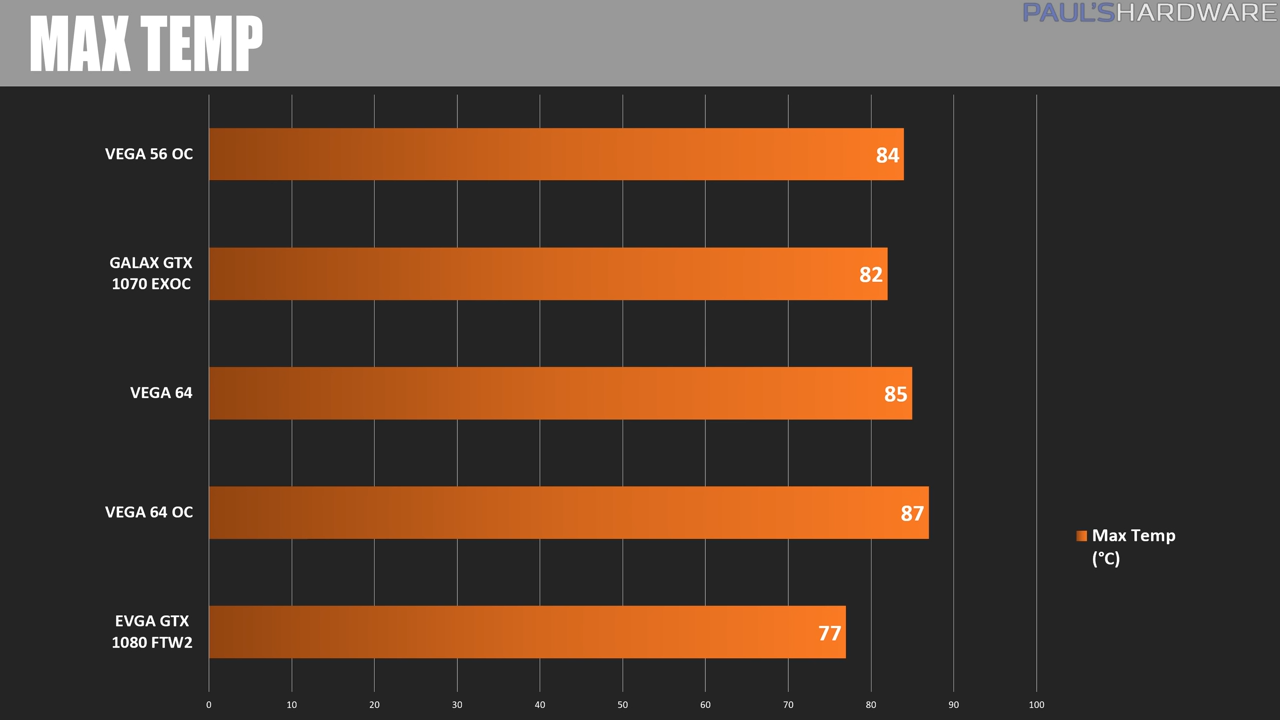 MAX TEMP
PAUL'SHARDWARE
VEGA 56 OC
84
GALAX GTX
1070 EXOC
82
VEGA 64
85
VEGA 64 OC
87
Max Temp
(°C)
EVGA GTX
1080 FTW2
77
0 10 20 30 40 50 60 70 80 90 100